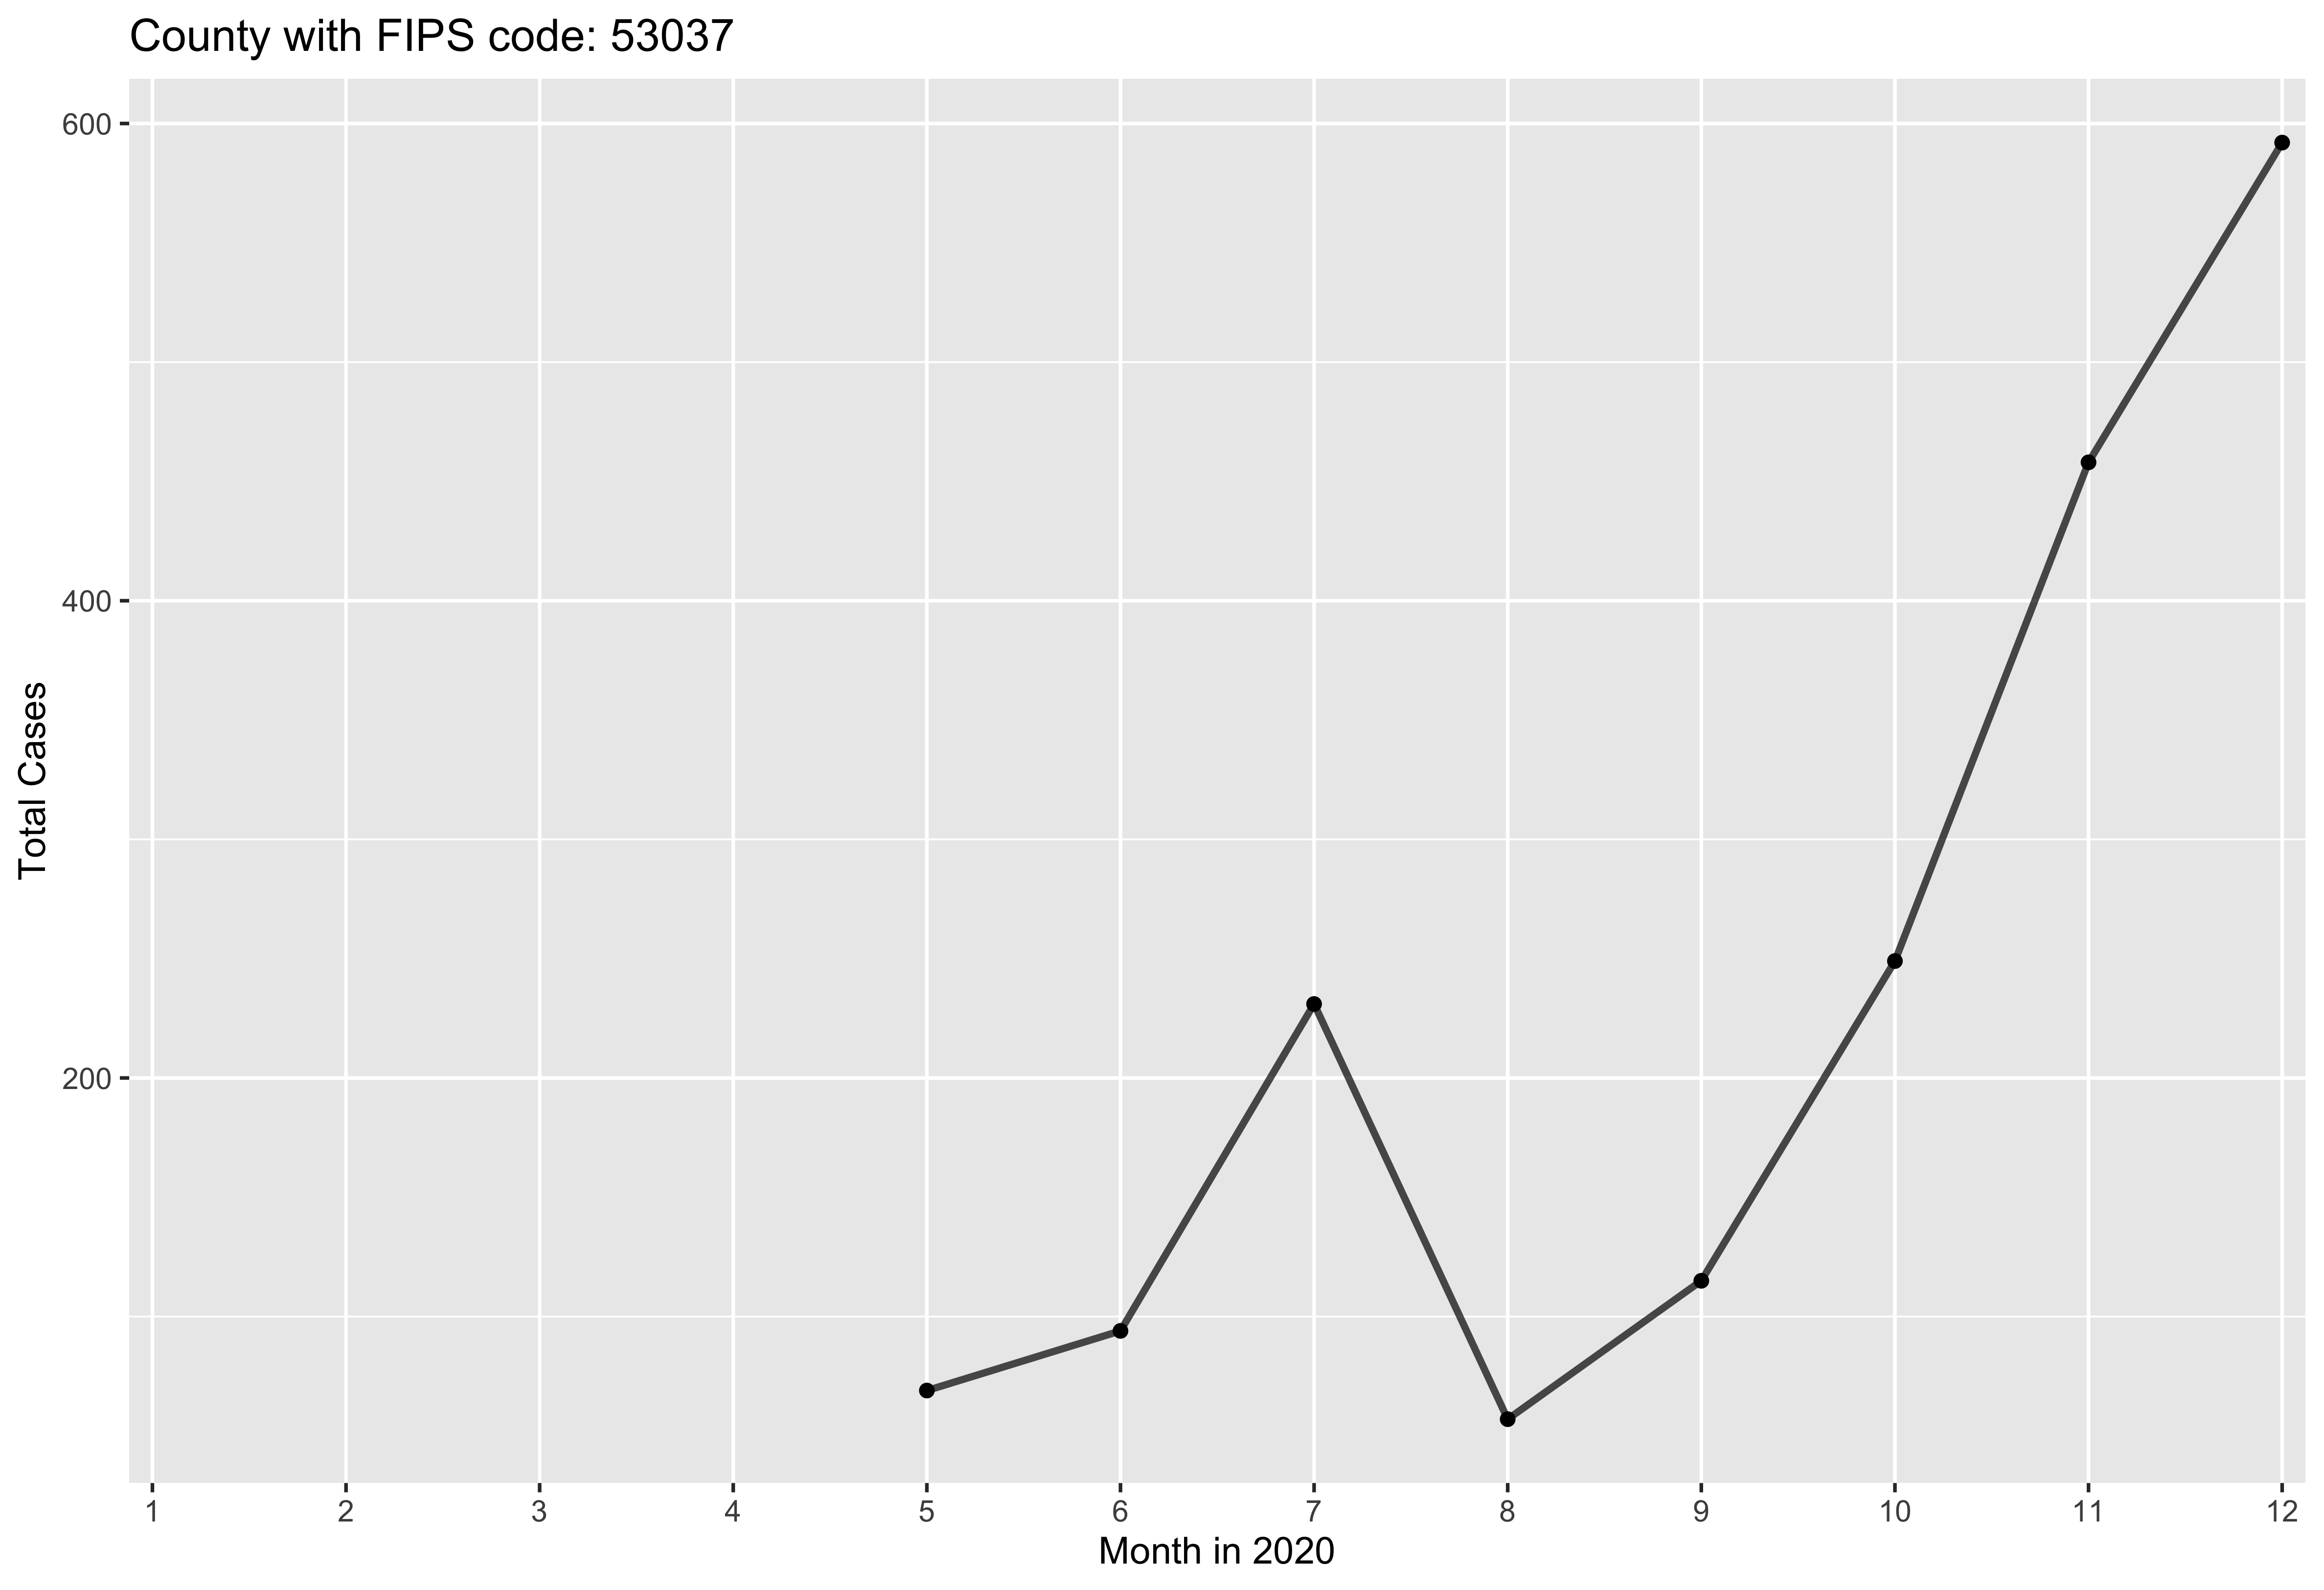 County with FIPS code: 53037
600
400
200
Total Cases
1 2 3 4 5 6 7 8 9 10 11 12
Month in 2020